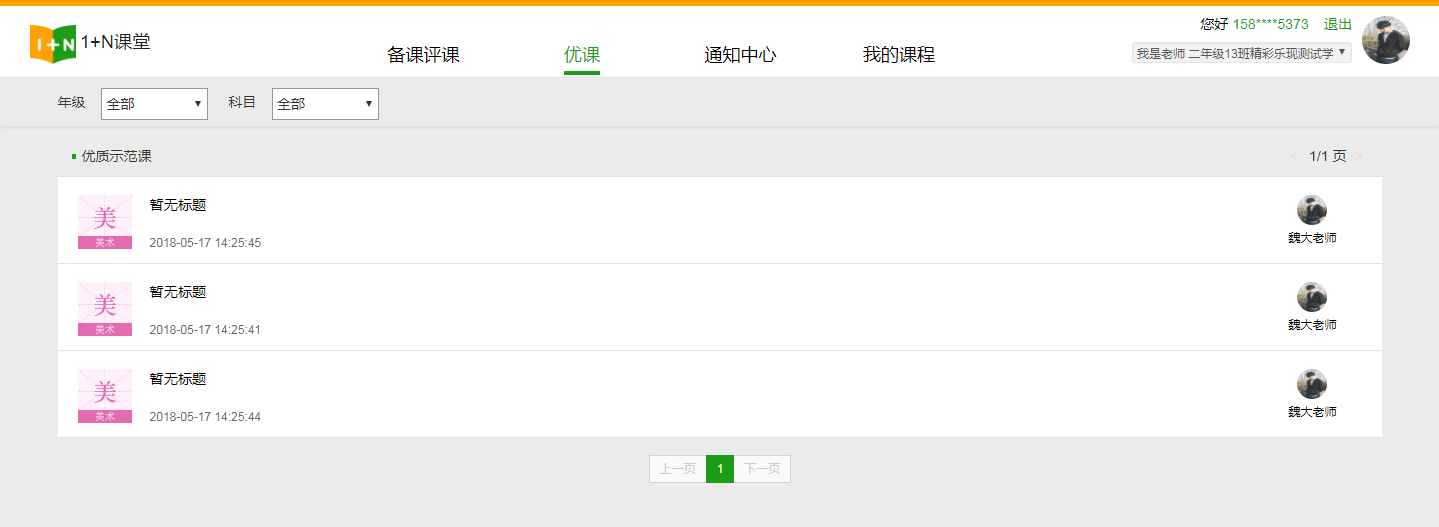 1+N 1+N课堂
备课评课 优课 通知中心 我的课程
您好 158****5373 退出
我是老师 二年级13班精彩乐现测试学
年级 全部 科目 全部
优质示范课
< 1/1 页 >
美
美术
暂无标题
2018-05-17 14:25:45
魏大老师
美
美术
暂无标题
2018-05-17 14:25:41
魏大老师
美
美术
暂无标题
2018-05-17 14:25:44
魏大老师
上一页 1 下一页